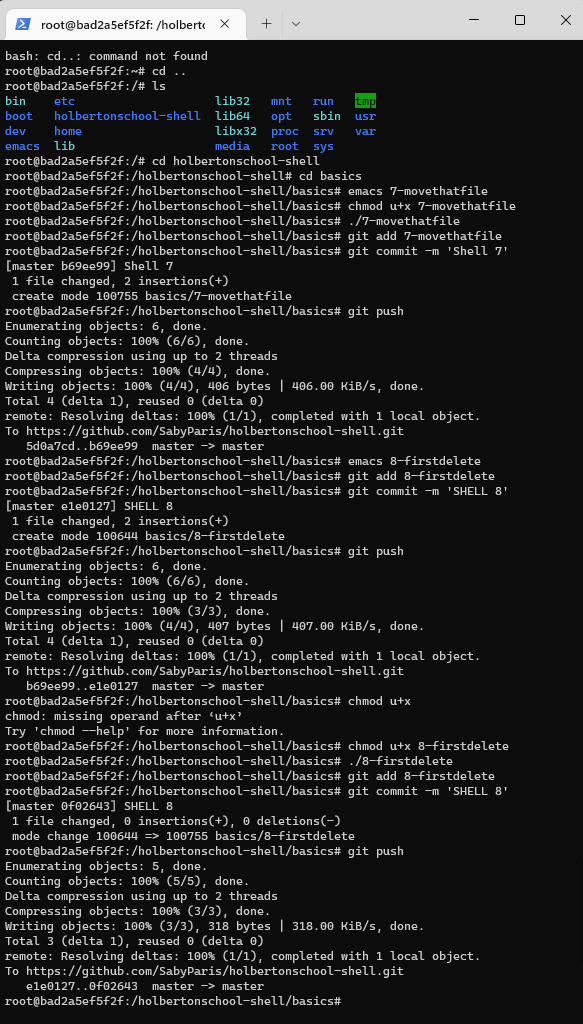 root@bad2a5ef5f2f: /holberto
bash: cd..: command not found
root@bad2a5ef5f2f:~# cd ..
root@bad2a5ef5f2f:/# ls
bin    etc                    lib32   mnt   run   tmp
boot   holbertonschool-shell  lib64   opt   sbin  usr
dev    home                   libx32  proc  srv   var
emacs  lib                    media   root  sys
root@bad2a5ef5f2f:/# cd holbertonschool-shell
root@bad2a5ef5f2f:/holbertonschool-shell# cd basics
root@bad2a5ef5f2f:/holbertonschool-shell/basics# emacs 7-movethatfile
root@bad2a5ef5f2f:/holbertonschool-shell/basics# chmod u+x 7-movethatfile
root@bad2a5ef5f2f:/holbertonschool-shell/basics# ./7-movethatfile
root@bad2a5ef5f2f:/holbertonschool-shell/basics# git add 7-movethatfile
root@bad2a5ef5f2f:/holbertonschool-shell/basics# git commit -m 'Shell 7'
[master b69ee99] Shell 7
 1 file changed, 2 insertions(+)
 create mode 100755 basics/7-movethatfile
root@bad2a5ef5f2f:/holbertonschool-shell/basics# git push
Enumerating objects: 6, done.
Counting objects: 100% (6/6), done.
Delta compression using up to 2 threads
Compressing objects: 100% (4/4), done.
Writing objects: 100% (4/4), 406 bytes | 406.00 KiB/s, done.
Total 4 (delta 1), reused 0 (delta 0)
remote: Resolving deltas: 100% (1/1), completed with 1 local object.
To https://github.com/SabyParis/holbertonschool-shell.git
   5d0a7cd..b69ee99  master -> master
root@bad2a5ef5f2f:/holbertonschool-shell/basics# emacs 8-firstdelete
root@bad2a5ef5f2f:/holbertonschool-shell/basics# git add 8-firstdelete
root@bad2a5ef5f2f:/holbertonschool-shell/basics# git commit -m 'SHELL 8'
[master e1e0127] SHELL 8
 1 file changed, 2 insertions(+)
 create mode 100644 basics/8-firstdelete
root@bad2a5ef5f2f:/holbertonschool-shell/basics# git push
Enumerating objects: 6, done.
Counting objects: 100% (6/6), done.
Delta compression using up to 2 threads
Compressing objects: 100% (3/3), done.
Writing objects: 100% (4/4), 407 bytes | 407.00 KiB/s, done.
Total 4 (delta 1), reused 0 (delta 0)
remote: Resolving deltas: 100% (1/1), completed with 1 local object.
To https://github.com/SabyParis/holbertonschool-shell.git
   b69ee99..e1e0127  master -> master
root@bad2a5ef5f2f:/holbertonschool-shell/basics# chmod u+x
chmod: missing operand after ‘u+x’
Try 'chmod --help' for more information.
root@bad2a5ef5f2f:/holbertonschool-shell/basics# chmod u+x 8-firstdelete
root@bad2a5ef5f2f:/holbertonschool-shell/basics# ./8-firstdelete
root@bad2a5ef5f2f:/holbertonschool-shell/basics# git add 8-firstdelete
root@bad2a5ef5f2f:/holbertonschool-shell/basics# git commit -m 'SHELL 8'
[master 0f02643] SHELL 8
 1 file changed, 0 insertions(+), 0 deletions(-)
 mode change 100644 => 100755 basics/8-firstdelete
root@bad2a5ef5f2f:/holbertonschool-shell/basics# git push
Enumerating objects: 5, done.
Counting objects: 100% (5/5), done.
Delta compression using up to 2 threads
Compressing objects: 100% (3/3), done.
Writing objects: 100% (3/3), 318 bytes | 318.00 KiB/s, done.
Total 3 (delta 1), reused 0 (delta 0)
remote: Resolving deltas: 100% (1/1), completed with 1 local object.
To https://github.com/SabyParis/holbertonschool-shell.git
   e1e0127..0f02643  master -> master
root@bad2a5ef5f2f:/holbertonschool-shell/basics#